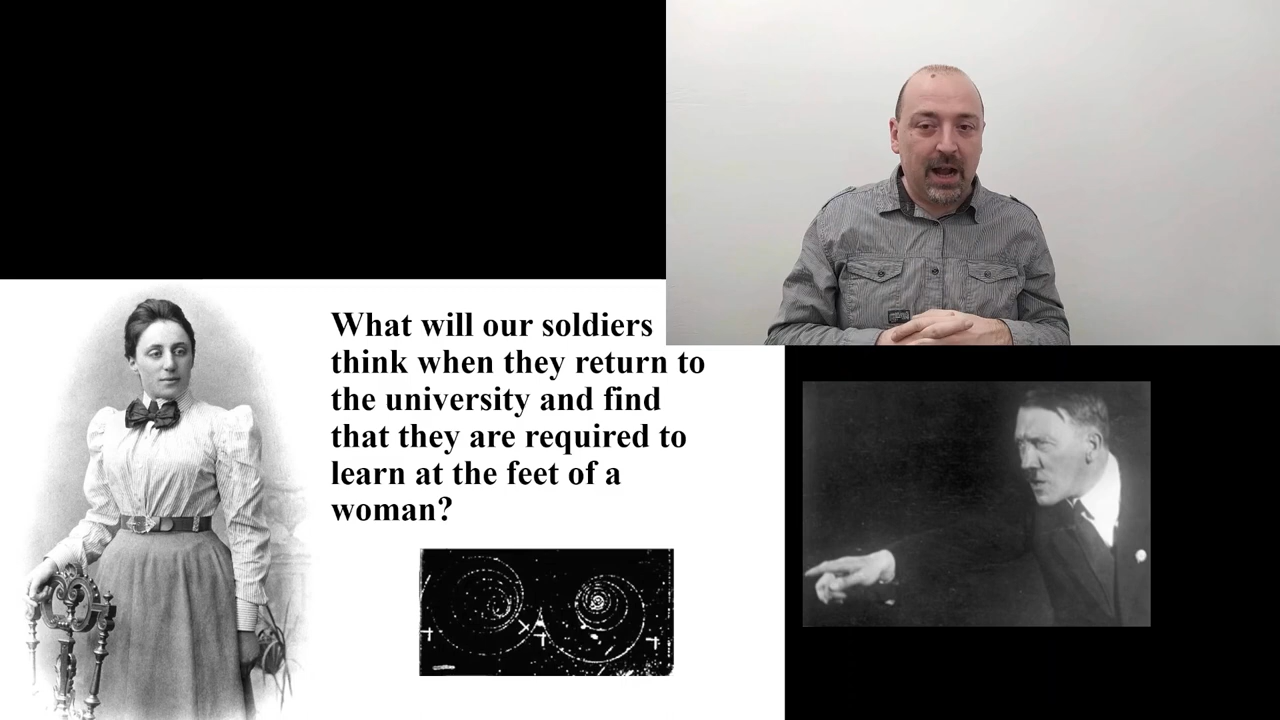 What will our soldiers
think when they return to
the university and find
that they are required to
learn at the feet of a
woman?